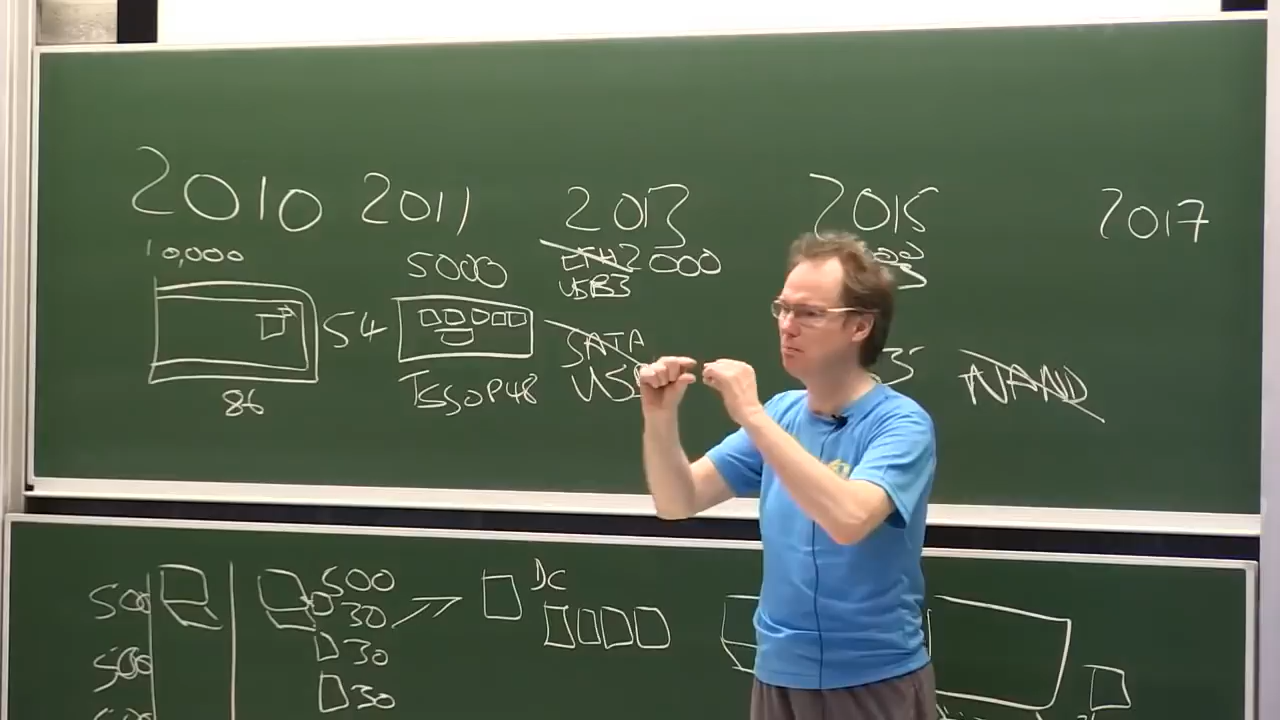 2010 2011 2013 2015 2017
10,000 5000 2000
USB3
54
SATA
35 NAND
86 TSSOP48
500 500 DC
30
500 30
30